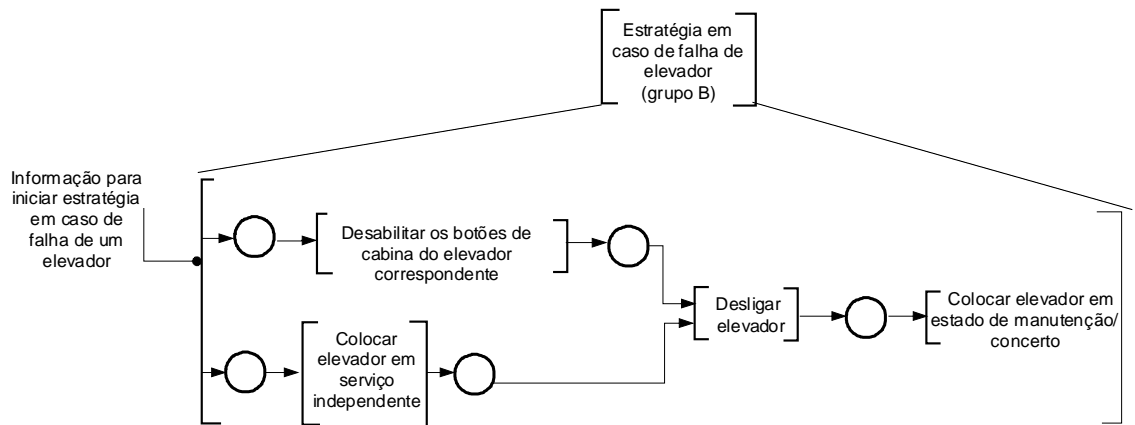 Estratégia em
caso de falha de
elevador
(grupo B)
Informação para
iniciar estratégia
em caso de
falha de um
elevador
Desabilitar os botões de
cabina do elevador
correspondente
Colocar
elevador em
serviço
independente
Desligar
elevador
Colocar elevador em
estado de manutenção/
concerto